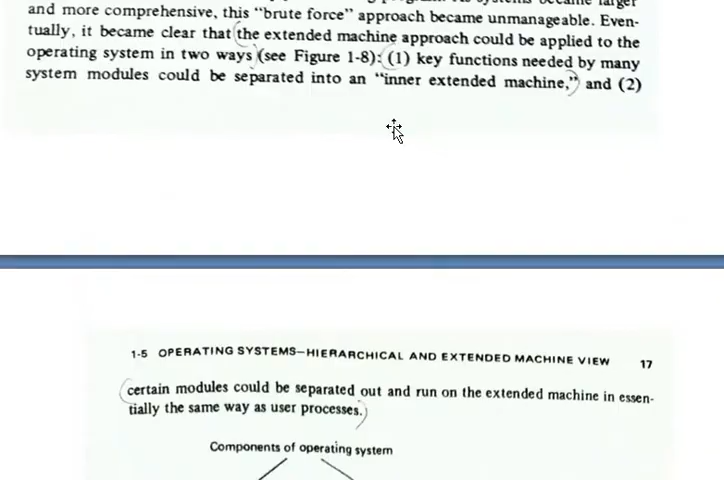 and more comprehensive, this “brute force” approach became unmanageable. Even-
tually, it became clear that the extended machine approach could be applied to the
operating system in two ways (see Figure 1-8): (1) key functions needed by many
system modules could be separated into an “inner extended machine,” and (2)
1-5 OPERATING SYSTEMS—HIERARCHICAL AND EXTENDED MACHINE VIEW 17
certain modules could be separated out and run on the extended machine in essen-
tially the same way as user processes.
Components of operating system